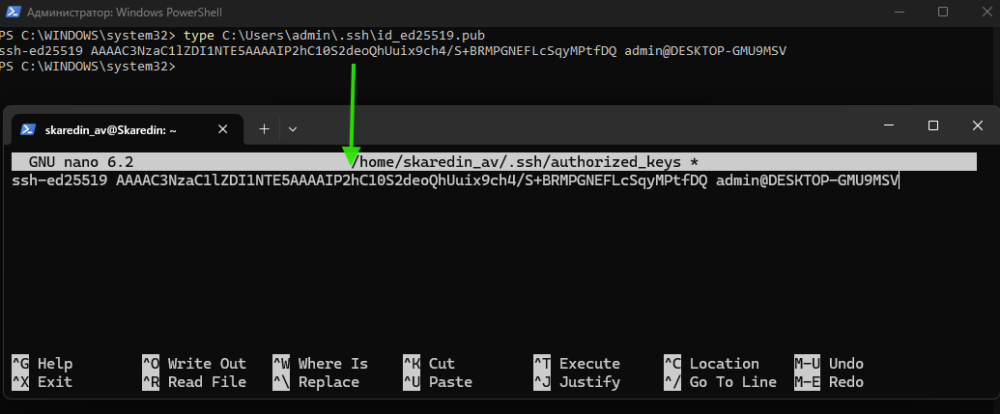 Администратор: Windows PowerShell
PS C:\WINDOWS\system32> type C:\Users\admin\.ssh\id_ed25519.pub
ssh-ed25519 AAAAC3NzaC1lZDI1NTE5AAAAIP2hC10S2deoQhUuix9ch4/S+BRMPGNEFLcSqyMPtfDQ admin@DESKTOP-GMU9MSV
PS C:\WINDOWS\system32>
skaredin_av@Skaredin: ~
GNU nano 6.2 /home/skaredin_av/.ssh/authorized_keys *
ssh-ed25519 AAAAC3NzaC1lZDI1NTE5AAAAIP2hC10S2deoQhUuix9ch4/S+BRMPGNEFLcSqyMPtfDQ admin@DESKTOP-GMU9MSV
^G Help ^O Write Out ^W Where Is ^K Cut ^T Execute ^C Location M-U Undo
^X Exit ^R Read File ^\ Replace ^U Paste ^J Justify ^/ Go To Line M-E Redo